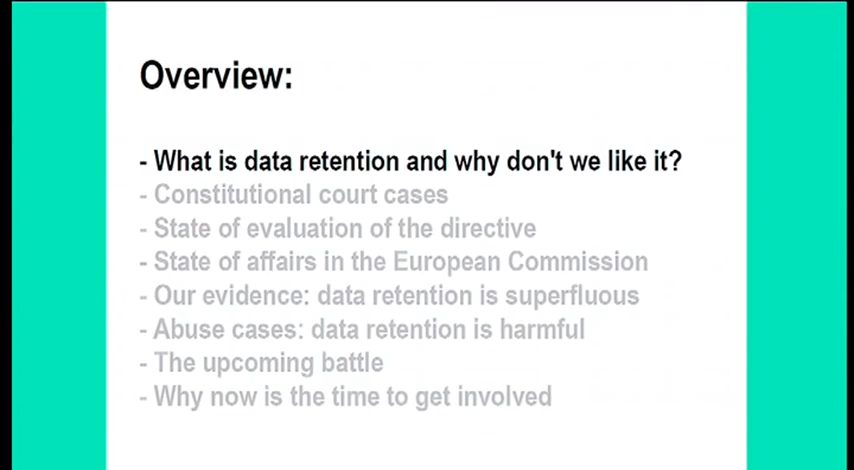 Overview:
- What is data retention and why don't we like it?
- Constitutional court cases
- State of evaluation of the directive
- State of affairs in the European Commission
- Our evidence: data retention is superfluous
- Abuse cases: data retention is harmful
- The upcoming battle
- Why now is the time to get involved